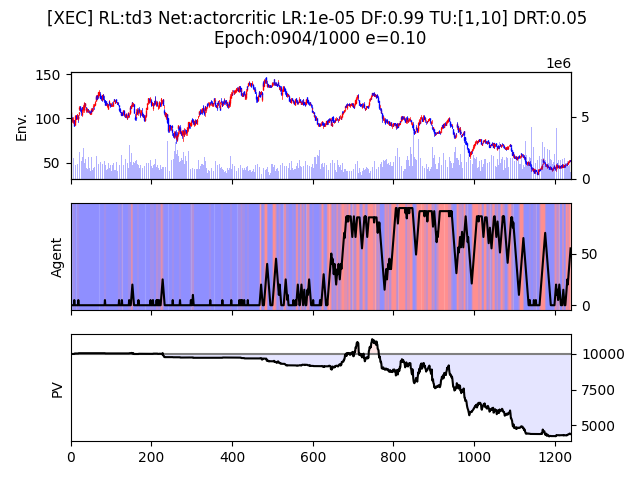 [XEC] RL:td3 Net:actorcritic LR:1e-05 DF:0.99 TU:[1,10] DRT:0.05
Epoch:0904/1000 e=0.10
1e6
150
100
50
Env.
5
0
Agent
50
0
PV
10000
7500
5000
0 200 400 600 800 1000 1200